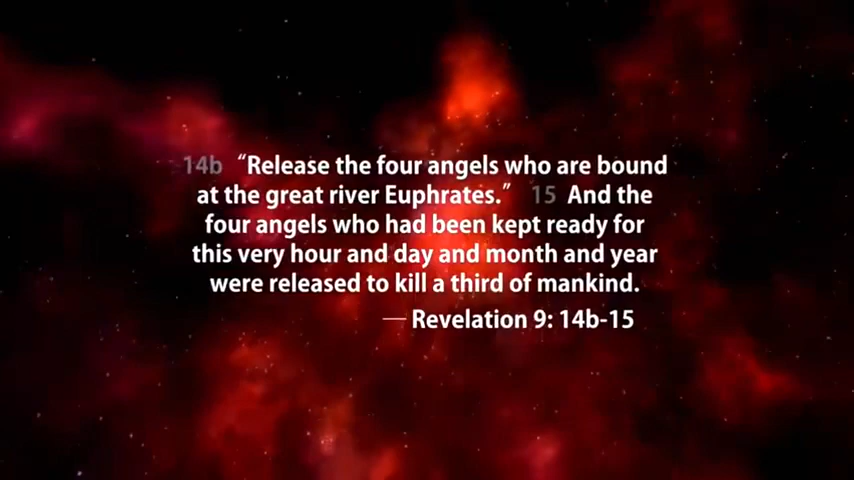 14b “Release the four angels who are bound
at the great river Euphrates.” 15 And the
four angels who had been kept ready for
this very hour and day and month and year
were released to kill a third of mankind.
— Revelation 9: 14b-15